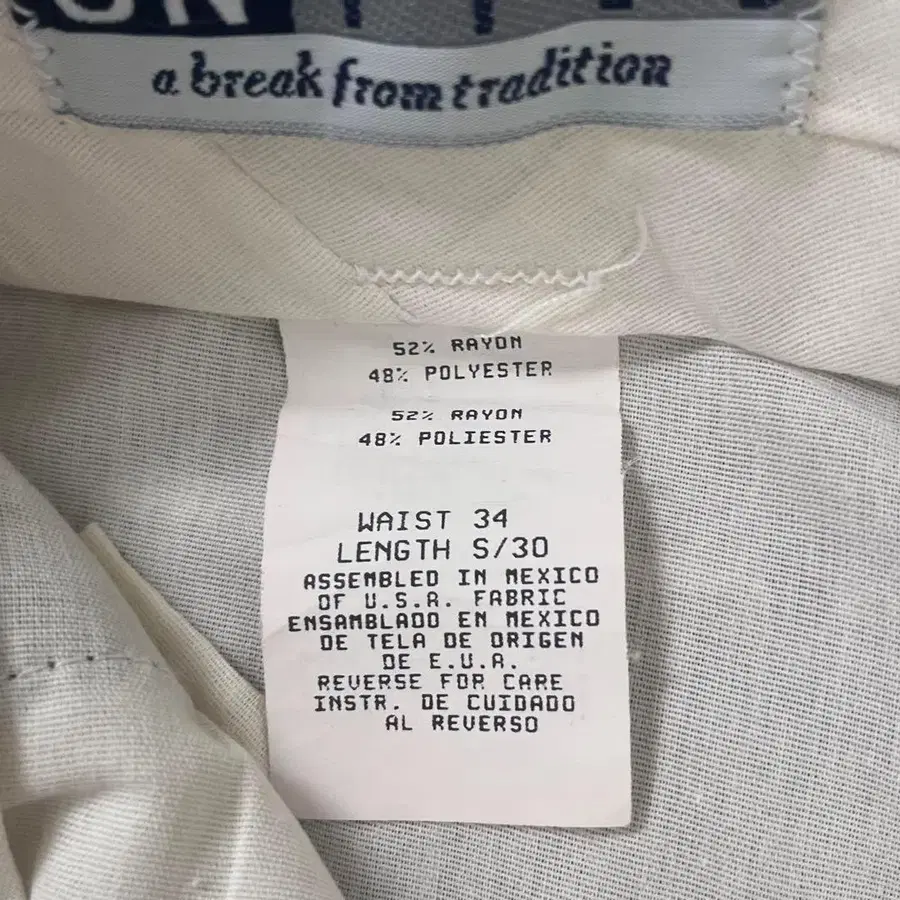 a break from tradition
52% RAYON
48% POLYESTER
52% RAYON
48% POLIESTER
WAIST 34
LENGTH S/30
ASSEMBLED IN MEXICO
OF U.S.A. FABRIC
ENSAMBLADO EN MEXICO
DE TELA DE ORIGEN
DE E.U.A.
REVERSE FOR CARE
INSTR. DE CUIDADO
AL REVERSO